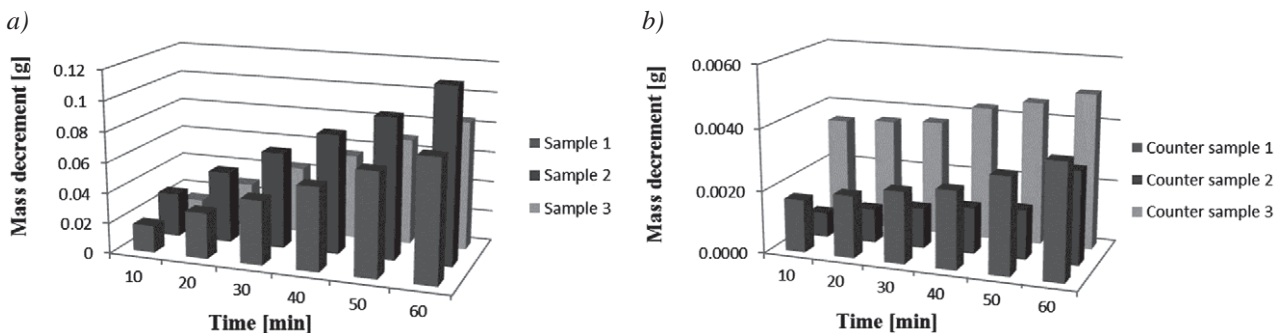 a)
Mass decrement [g]
0.12
0.1
0.08
0.06
0.04
0.02
0
10
20
30
40
50
60
Time [min]
Sample 1
Sample 2
Sample 3
b)
Mass decrement [g]
0.0060
0.0040
0.0020
0.0000
10
20
30
40
50
60
Time [min]
Counter sample 1
Counter sample 2
Counter sample 3